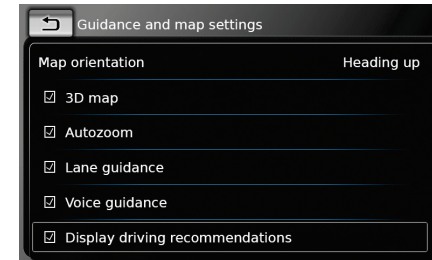 Guidance and map settings
Map orientation Heading up
3D map
Autozoom
Lane guidance
Voice guidance
Display driving recommendations